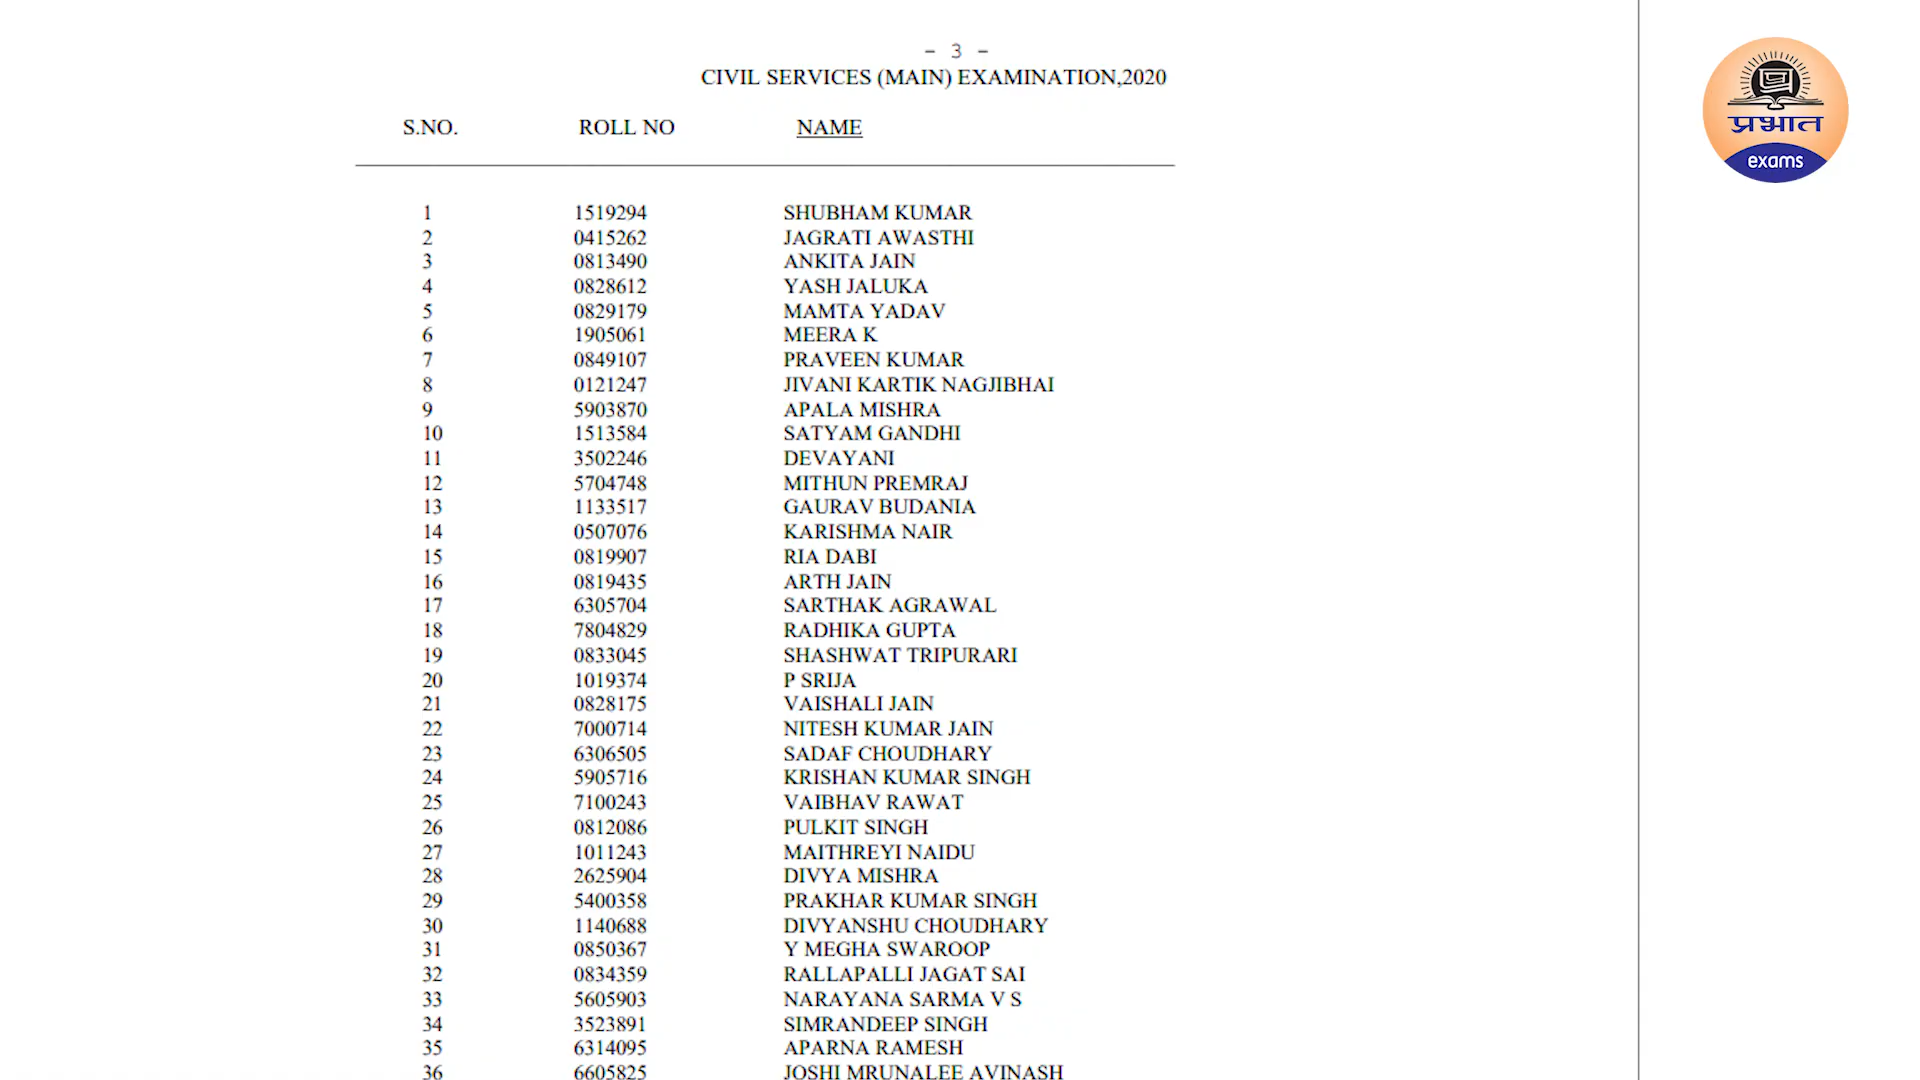 - 3 -
CIVIL SERVICES (MAIN) EXAMINATION,2020
S.NO. ROLL NO NAME
1 1519294 SHUBHAM KUMAR
2 0415262 JAGRATI AWASTHI
3 0813490 ANKITA JAIN
4 0828612 YASH JALUKA
5 0829179 MAMTA YADAV
6 1905061 MEERA K
7 0849107 PRAVEEN KUMAR
8 0121247 JIVANI KARTIK NAGJIBHAI
9 5903870 APALA MISHRA
10 1513584 SATYAM GANDHI
11 3502246 DEVAYANI
12 5704748 MITHUN PREMRAJ
13 1133517 GAURAV BUDANIA
14 0507076 KARISHMA NAIR
15 0819907 RIA DABI
16 0819435 ARTH JAIN
17 6305704 SARTHAK AGRAWAL
18 7804829 RADHIKA GUPTA
19 0833045 SHASHWAT TRIPURARI
20 1019374 P SRIJA
21 0828175 VAISHALI JAIN
22 7000714 NITESH KUMAR JAIN
23 6306505 SADAF CHOUDHARY
24 5905716 KRISHAN KUMAR SINGH
25 7100243 VAIBHAV RAWAT
26 0812086 PULKIT SINGH
27 1011243 MAITHREYI NAIDU
28 2625904 DIVYA MISHRA
29 5400358 PRAKHAR KUMAR SINGH
30 1140688 DIVYANSHU CHOUDHARY
31 0850367 Y MEGHA SWAROOP
32 0834359 RALLAPALLI JAGAT SAI
33 5605903 NARAYANA SARMA V S
34 3523891 SIMRANDEEP SINGH
35 6314095 APARNA RAMESH
36 6605825 JOSHI MRUNALEE AVINASH
प्रभात
exams